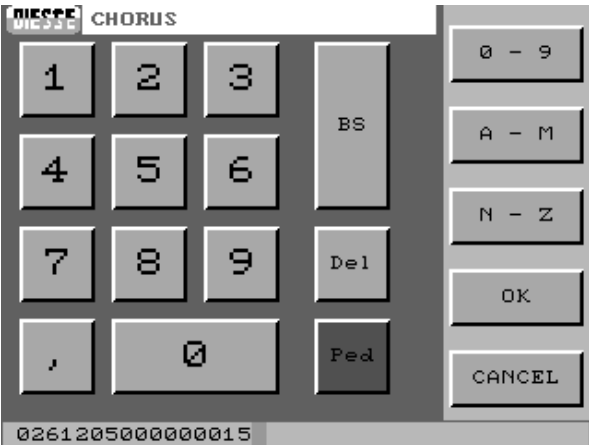 DIESSE CHORUS
1 2 3 BS 0 - 9
4 5 6 A - M
7 8 9 Del N - Z
, 0 Ped OK
CANCEL
0261205000000015